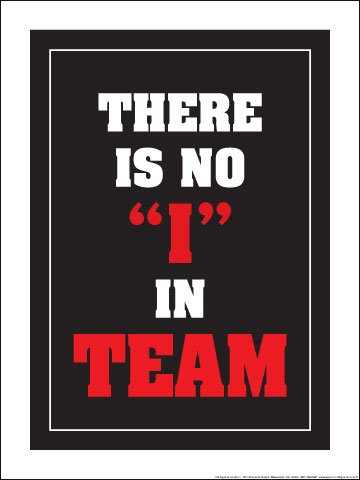 THERE
IS NO
“I”
IN
TEAM